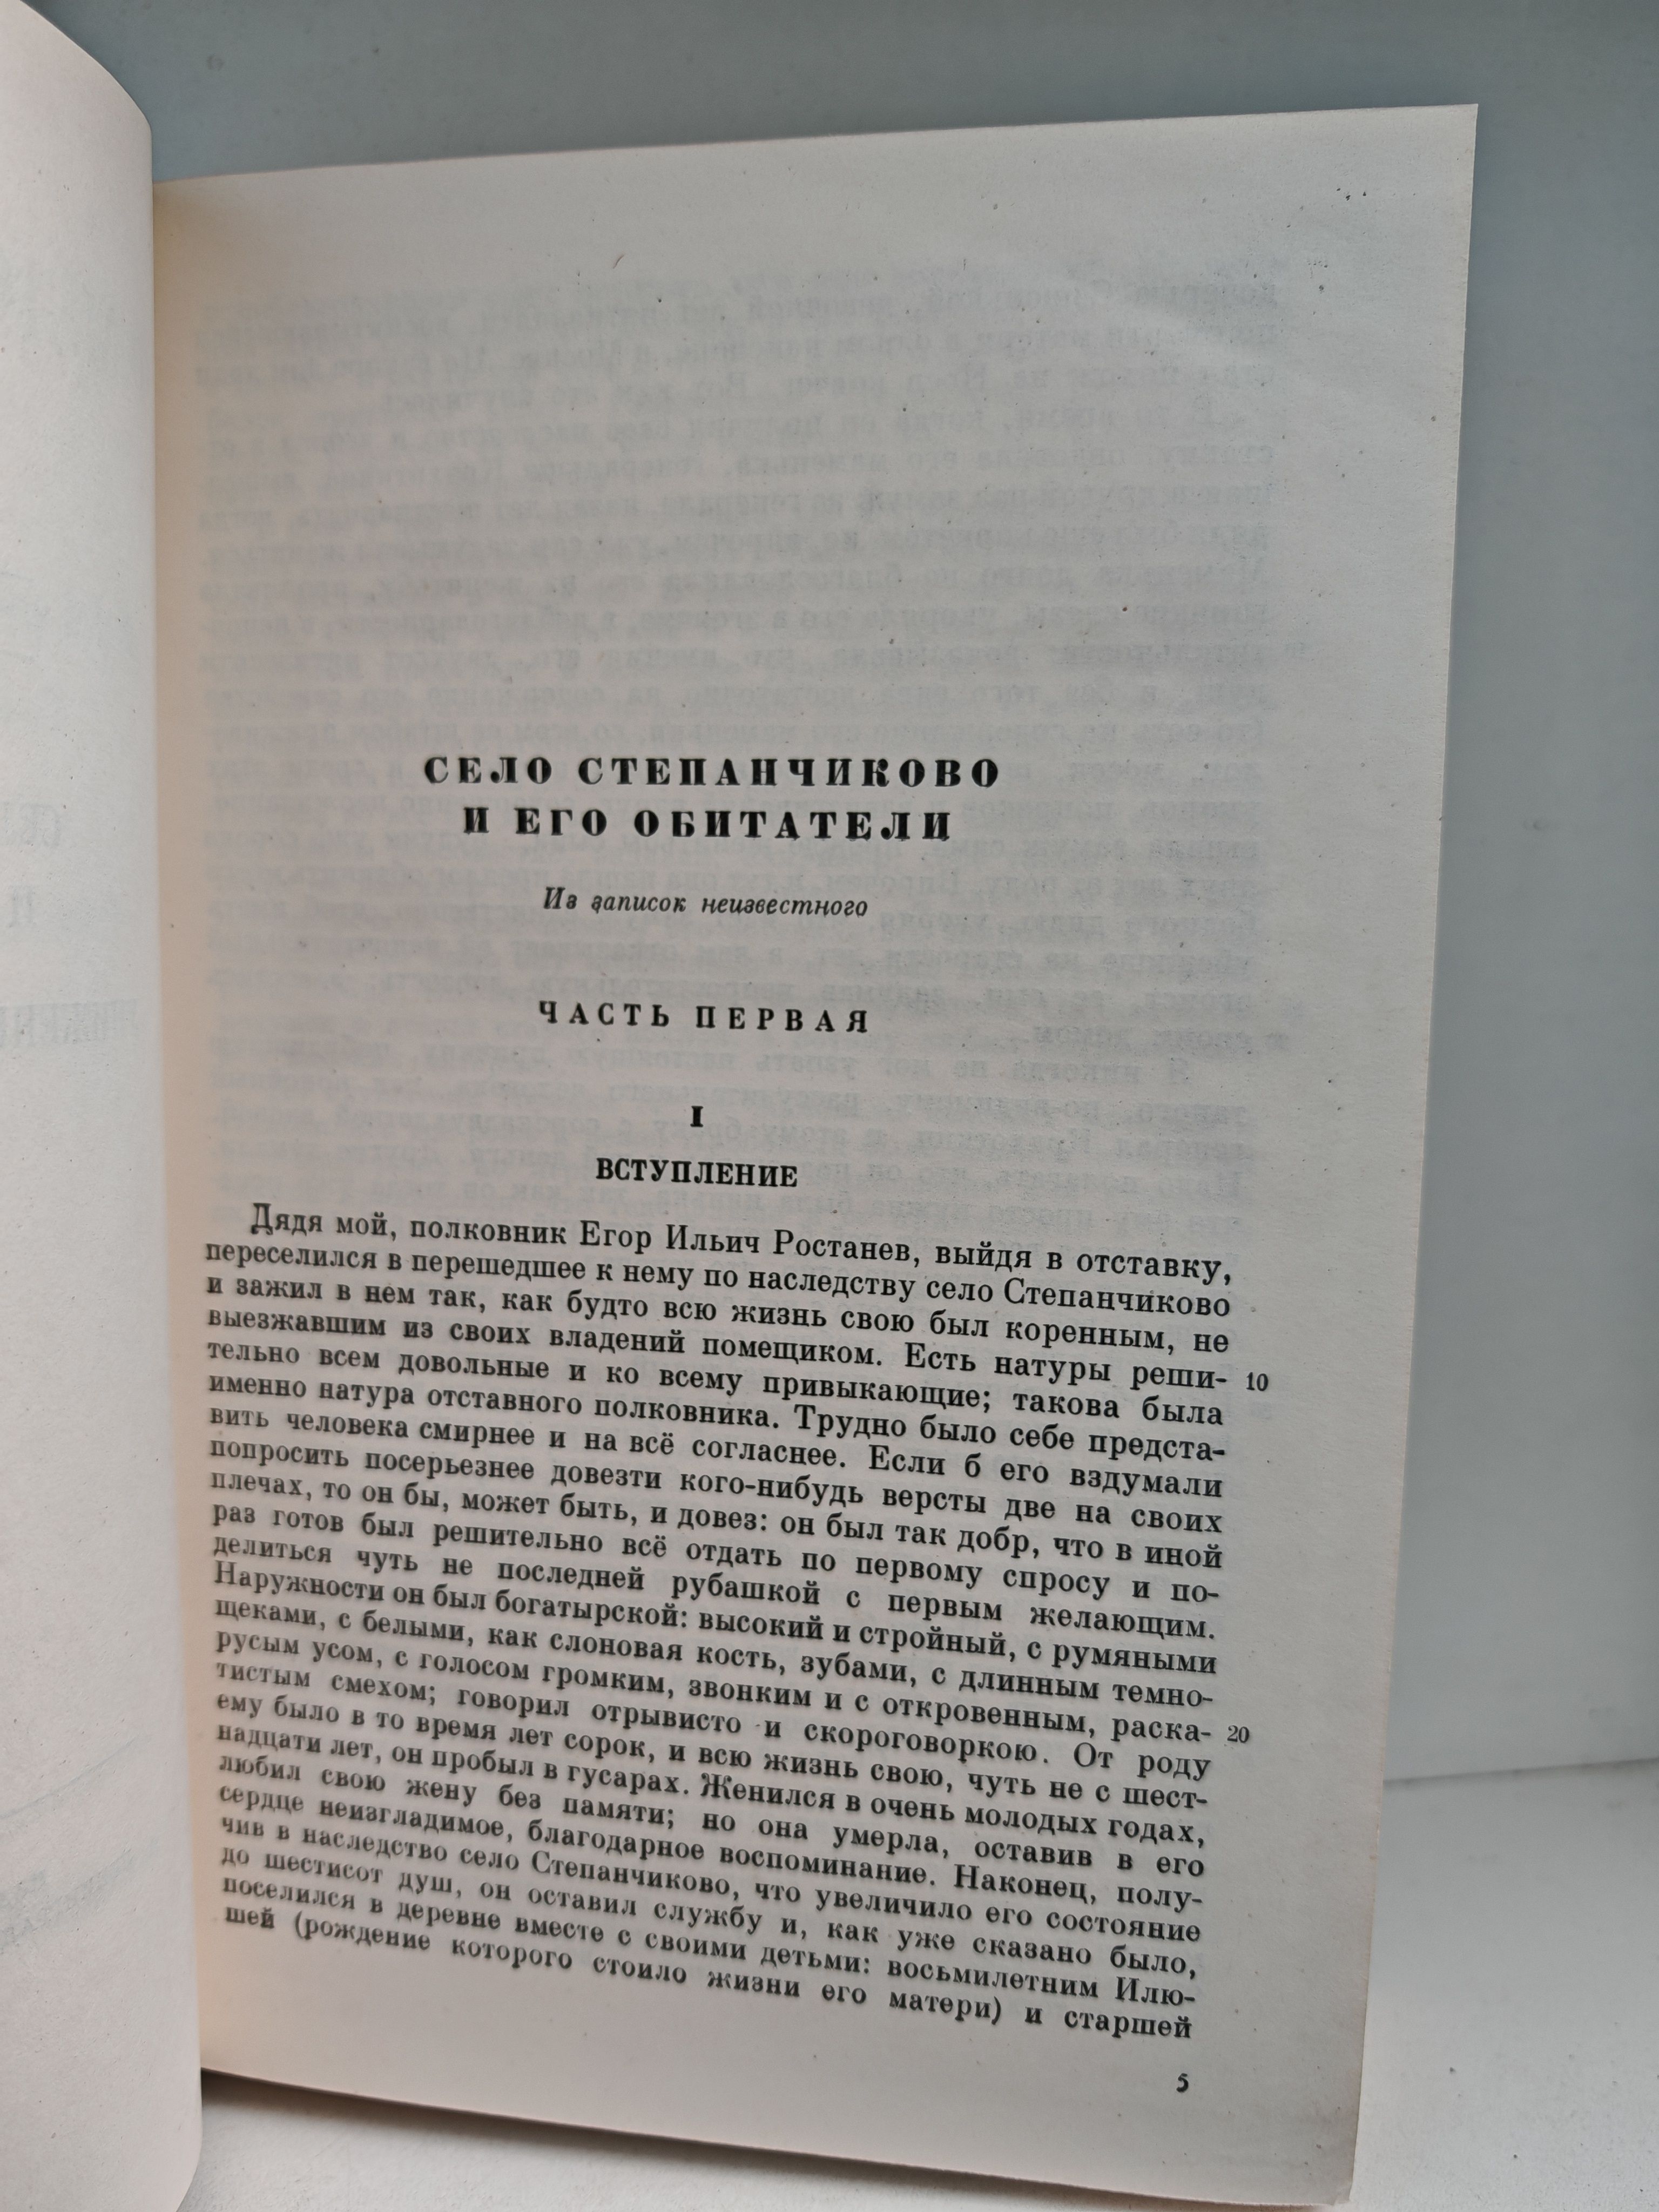 СЕЛО СТЕПАНЧИКОВО
И ЕГО ОБИТАТЕЛИ
Из записок неизвестного
ЧАСТЬ ПЕРВАЯ
I
ВСТУПЛЕНИЕ
Дядя мой, полковник Егор Ильич Ростанев, выйдя в отставку,
переселился в перешедшее к нему по наследству село Степанчиково
и зажил в нем так, как будто всю жизнь свою был коренным, не
выезжавшим из своих владений помещиком. Есть натуры реши-
тельно всем довольные и ко всему привыкающие; такова была 10
именно натура отставного полковника. Трудно было себе предста-
вить человека смирнее и на всё согласнее. Если б его вздумали
попросить посерьезнее довезти кого-нибудь версты две на своих
плечах, то он бы, может быть, и довез: он был так добр, что в иной
раз готов был решительно всё отдать по первому спросу и по-
делиться чуть не последней рубашкой с первым желающим.
Наружности он был богатырской: высокий и стройный, с румяными
щеками, с белыми, как слоновая кость, зубами, с длинным темно-
русым усом, с голосом громким, звонким и с откровенным, раска-
тистым смехом; говорил отрывисто и скороговоркою. От роду 20
ему было в то время лет сорок, и всю жизнь свою, чуть не с шест-
надцати лет, он пробыл в гусарах. Женился в очень молодых годах,
любил свою жену без памяти; но она умерла, оставив в его
сердце неизгладимое, благодарное воспоминание. Наконец, полу-
чив в наследство село Степанчиково, что увеличило его состояние
до шестисот душ, он оставил службу и, как уже сказано было,
поселился в деревне вместе с своими детьми: восьмилетним Илю-
шей (рождение которого стоило жизни его матери) и старшей
5